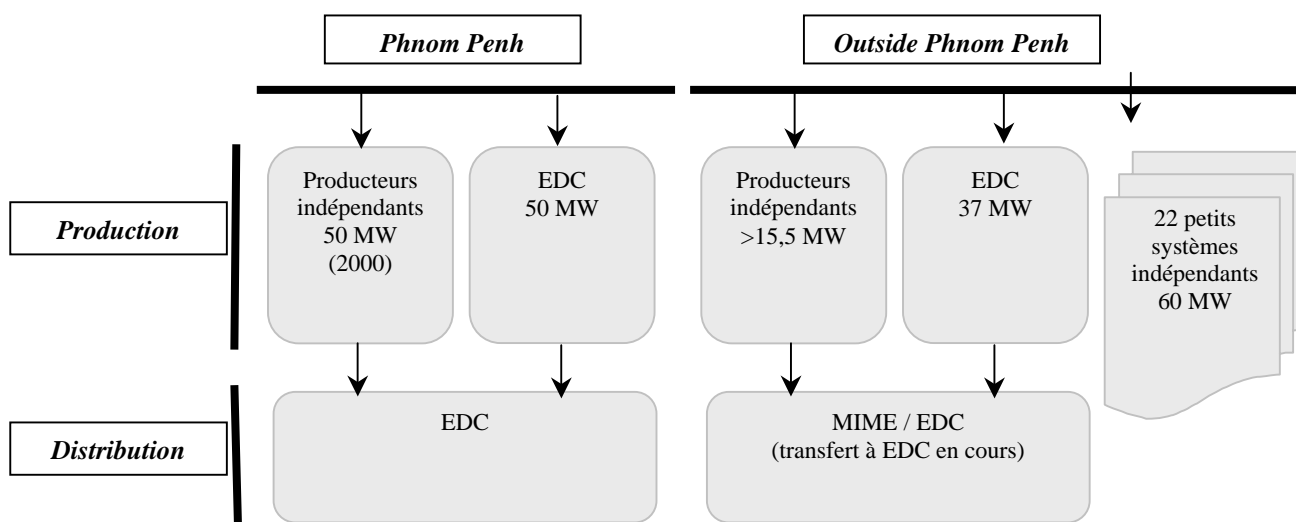 Phnom Penh
Outside Phnom Penh
Production
Producteurs
indépendants
50 MW
(2000)
EDC
50 MW
Producteurs
indépendants
>15,5 MW
EDC
37 MW
22 petits
systèmes
indépendants
60 MW
Distribution
EDC
MIME / EDC
(transfert à EDC en cours)